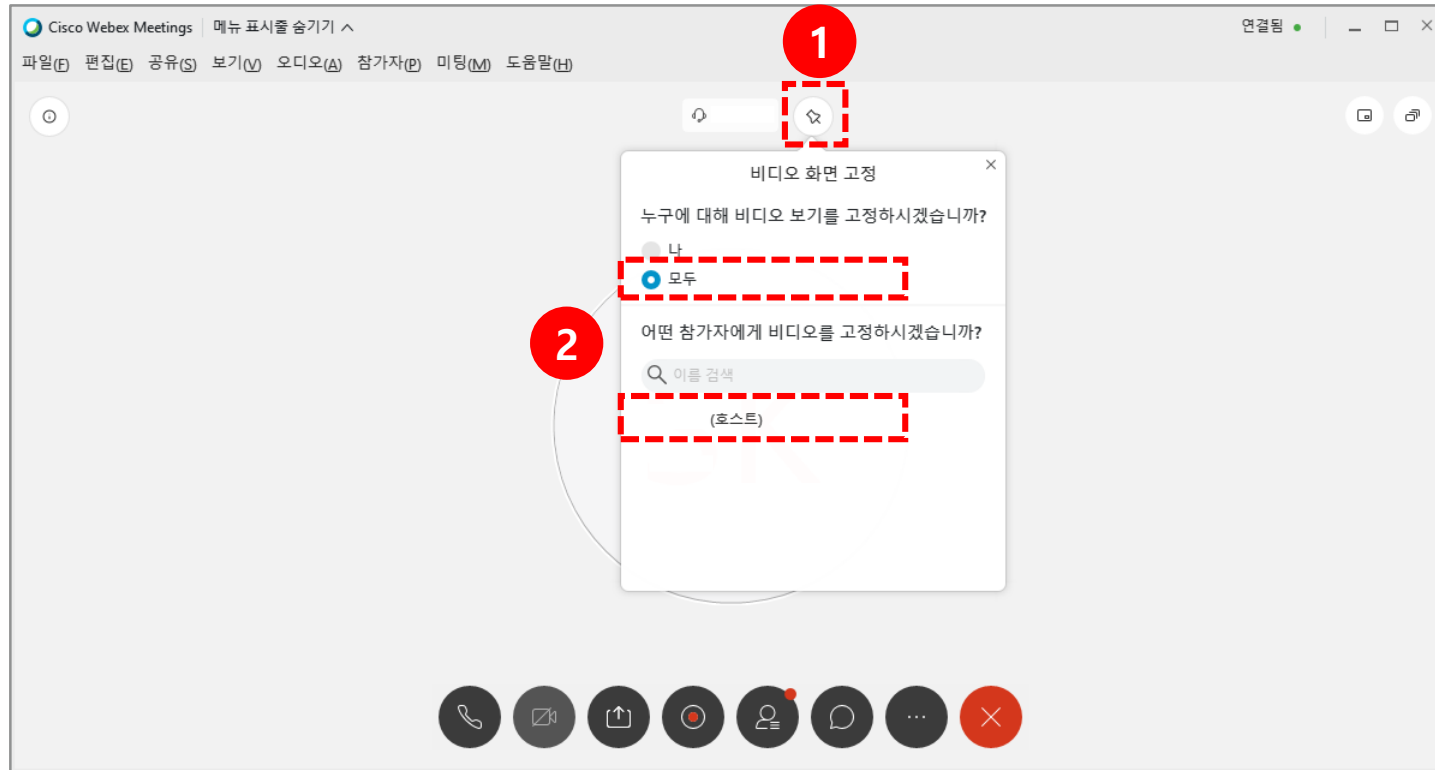 Cisco Webex Meetings 메뉴 표시줄 숨기기
연결됨
파일(F) 편집(E) 공유(S) 보기(V) 오디오(A) 참가자(P) 미팅(M) 도움말(H)
1
비디오 화면 고정
누구에 대해 비디오 보기를 고정하시겠습니까?
나
모두
2
어떤 참가자에게 비디오를 고정하시겠습니까?
이름 검색
(호스트)